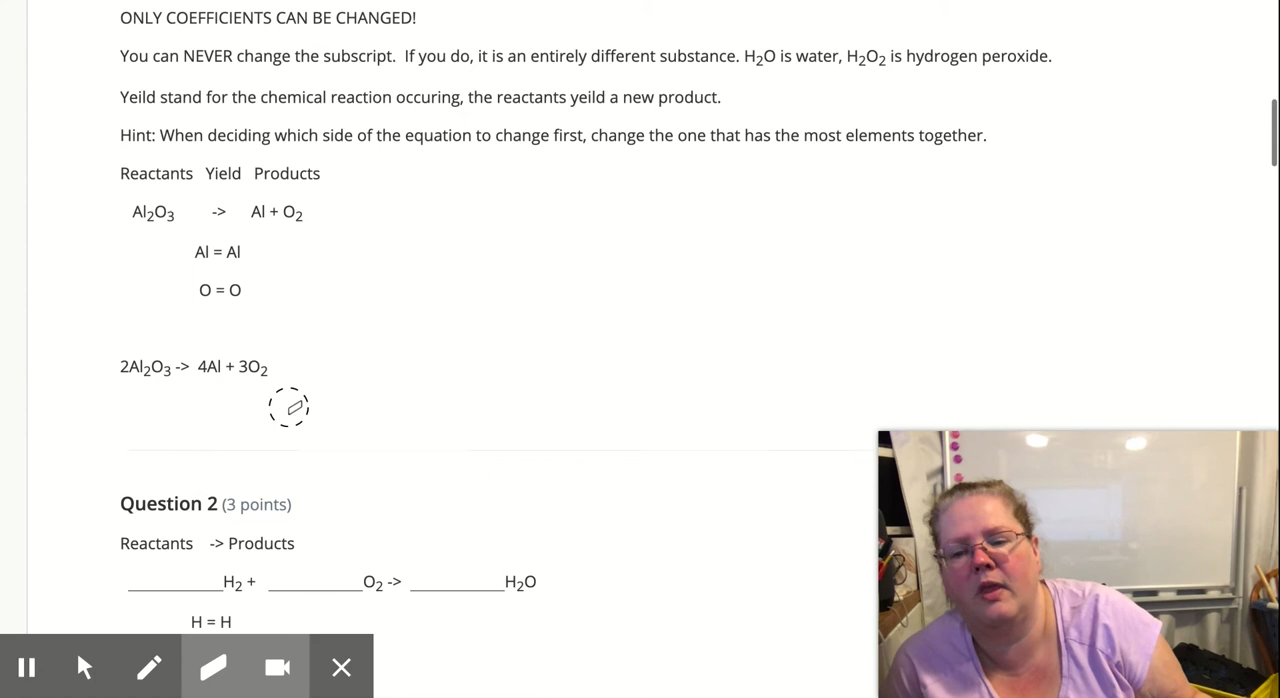 ONLY COEFFICIENTS CAN BE CHANGED!
You can NEVER change the subscript.  If you do, it is an entirely different substance. H₂O is water, H₂O₂ is hydrogen peroxide.
Yeild stand for the chemical reaction occuring, the reactants yeild a new product.
Hint: When deciding which side of the equation to change first, change the one that has the most elements together.
Reactants   Yield   Products
Al₂O₃   ->   Al + O₂
Al = Al
O = O
2Al₂O₃ ->  4Al + 3O₂
Question 2 (3 points)
Reactants   -> Products
__________H₂ + __________O₂ -> __________H₂O
H = H